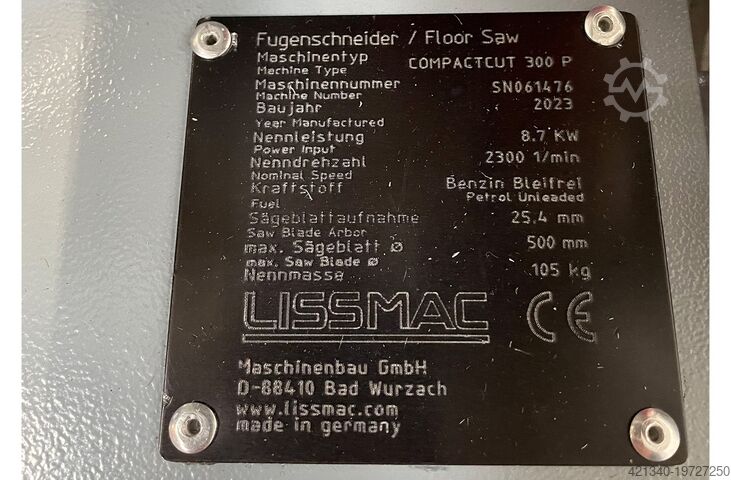 Fugenschneider / Floor Saw
Maschinentyp COMPACTCUT 300 P
Machine Type
Maschinennummer SN061476
Machine Number
Baujahr 2023
Year Manufactured
Nennleistung 8.7 KW
Power Input
Nenndrehzahl 2300 1/min
Nominal Speed
Kraftstoff Benzin Bleifrei
Fuel Petrol Unleaded
Sägeblattaufnahme 25,4 mm
Saw Blade Arbor
max. Sägeblatt Ø 500 mm
max. Saw Blade Ø
Nennmasse 105 kg
LISSMAC CE
Maschinenbau GmbH
D-88410 Bad Wurzach
www.lissmac.com
made in germany
421340-19727250